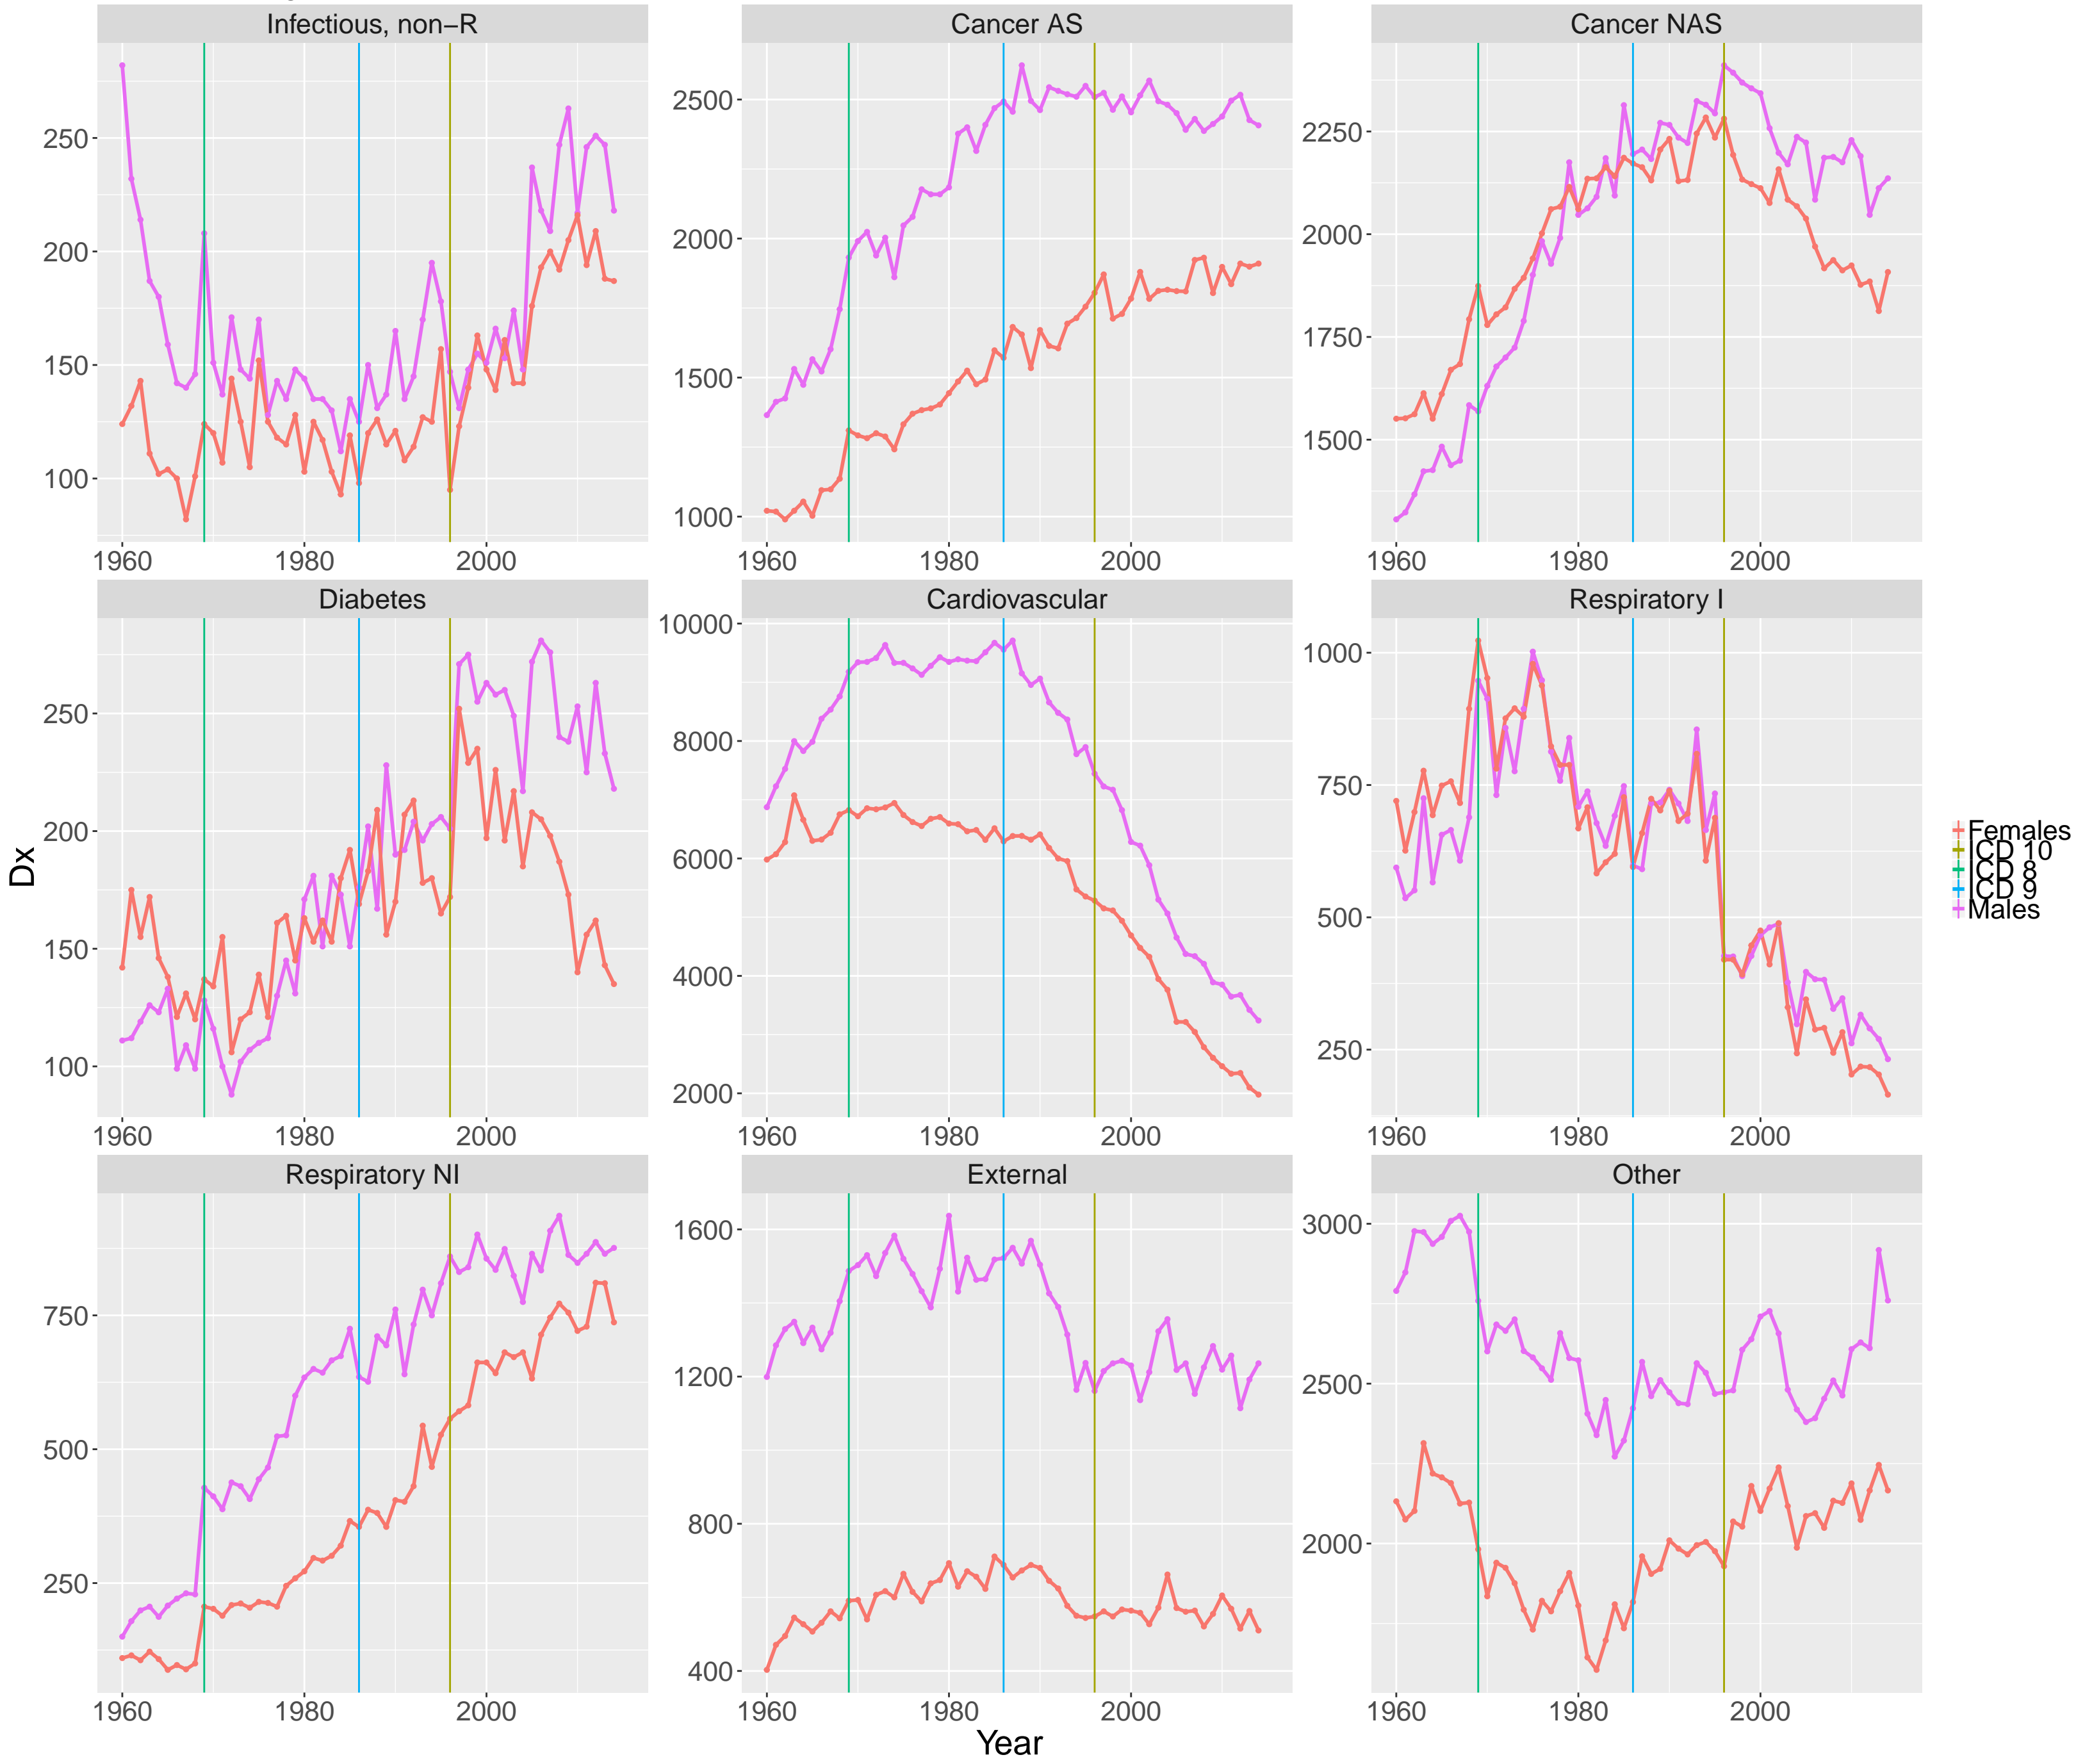 Infectious, non−R
Cancer AS
Cancer NAS
250
200
150
100
2500
2000
1500
1000
2250
2000
1750
1500
1960 1980 2000
1960 1980 2000
1960 1980 2000
Diabetes
Cardiovascular
Respiratory I
250
200
150
100
10000
8000
6000
4000
2000
1000
750
500
250
1960 1980 2000
1960 1980 2000
1960 1980 2000
Respiratory NI
External
Other
750
500
250
1600
1200
800
400
3000
2500
2000
1960 1980 2000
1960 1980 2000
1960 1980 2000
Dx
Year
Females
ICD 10
ICD 8
ICD 9
Males